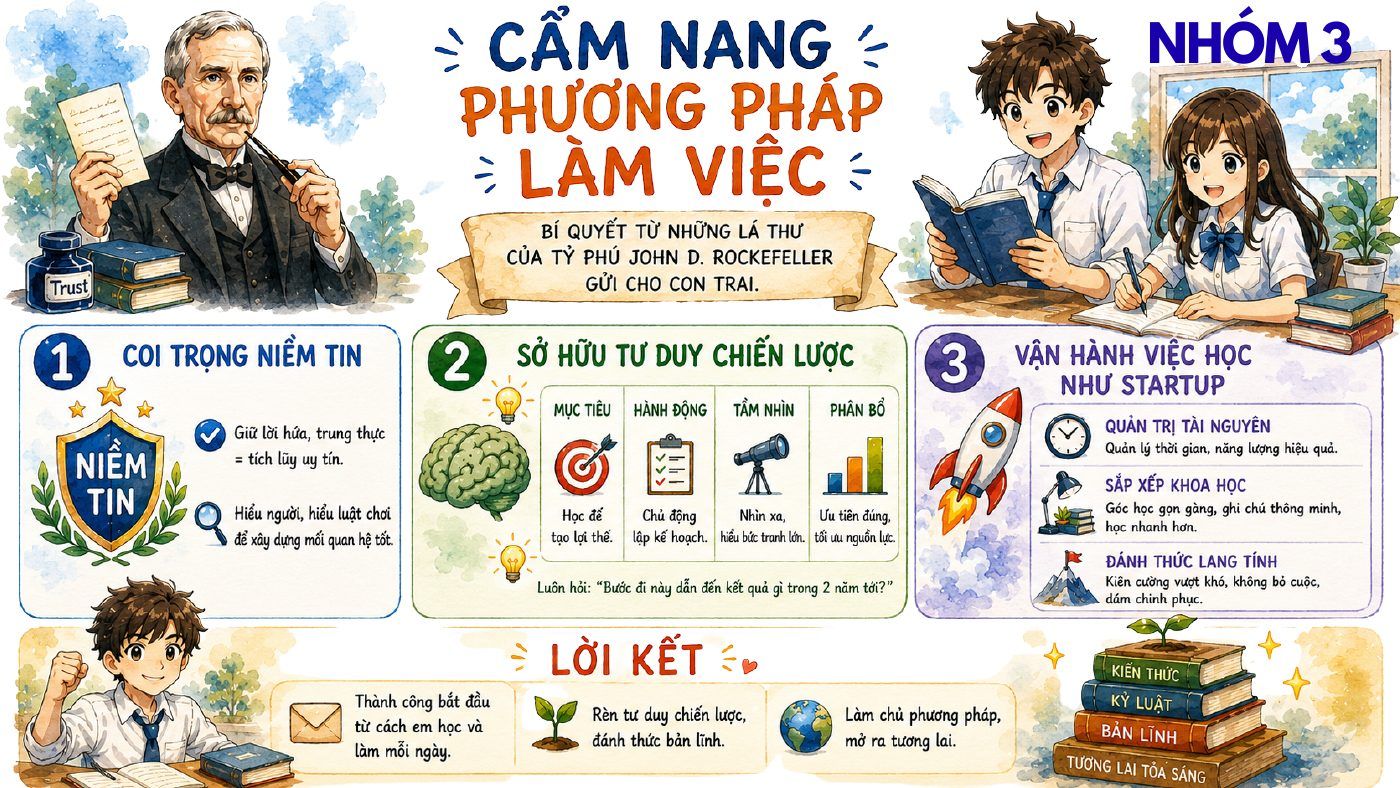 CẨM NANG
PHƯƠNG PHÁP
LÀM VIỆC
NHÓM 3
BÍ QUYẾT TỪ NHỮNG LÁ THƯ
CỦA TỶ PHÚ JOHN D. ROCKEFELLER
GỬI CHO CON TRAI.
Trust
1
COI TRỌNG NIỀM TIN
NIỀM
TIN
Giữ lời hứa, trung thực
= tích lũy uy tín.
Hiểu người, hiểu luật chơi
để xây dựng mối quan hệ tốt.
2
SỞ HỮU TƯ DUY CHIẾN LƯỢC
MỤC TIÊU
Học để
tạo lợi thế.
HÀNH ĐỘNG
Chủ động
lập kế hoạch.
TẦM NHÌN
Nhìn xa,
hiểu bức tranh lớn.
PHÂN BỔ
Ưu tiên đúng,
tối ưu nguồn lực.
Luôn hỏi: “Bước đi này dẫn đến kết quả gì trong 2 năm tới?”
3
VẬN HÀNH VIỆC HỌC
NHƯ STARTUP
QUẢN TRỊ TÀI NGUYÊN
Quản lý thời gian, năng lượng hiệu quả.
SẮP XẾP KHOA HỌC
Góc học gọn gàng, ghi chú thông minh,
học nhanh hơn.
ĐÁNH THỨC LANG TÍNH
Kiên cường vượt khó, không bỏ cuộc,
dám chinh phục.
LỜI KẾT
Thành công bắt đầu
từ cách em học và
làm mỗi ngày.
Rèn tư duy chiến lược,
đánh thức bản lĩnh.
Làm chủ phương pháp,
mở ra tương lai.
KIẾN THỨC
KỶ LUẬT
BẢN LĨNH
TƯƠNG LAI TỎA SÁNG